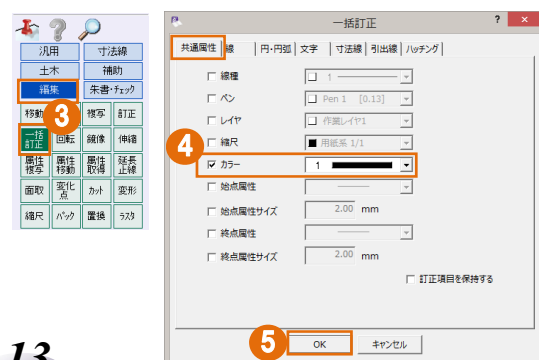 汎用 寸法線
土木 補助
編集 朱書・チェック
3
移動 複写 訂正
一括訂正 回転 鏡像 伸縮
属性複写 属性移動 属性取得 延長止線
面取 変化点 カット 変形
縮尺 パック 置換 ラスタ
13
一括訂正
? ×
共通属性 線 円・円弧 文字 寸法線 引出線 ハッチング
線種 1
ペン Pen 1 [0.13]
レイヤ 作業レイヤ1
4
縮尺 用紙系 1/1
カラー 1
始点属性
始点属性サイズ 2.00 mm
終点属性
終点属性サイズ 2.00 mm
訂正項目を保持する
5
OK キャンセル